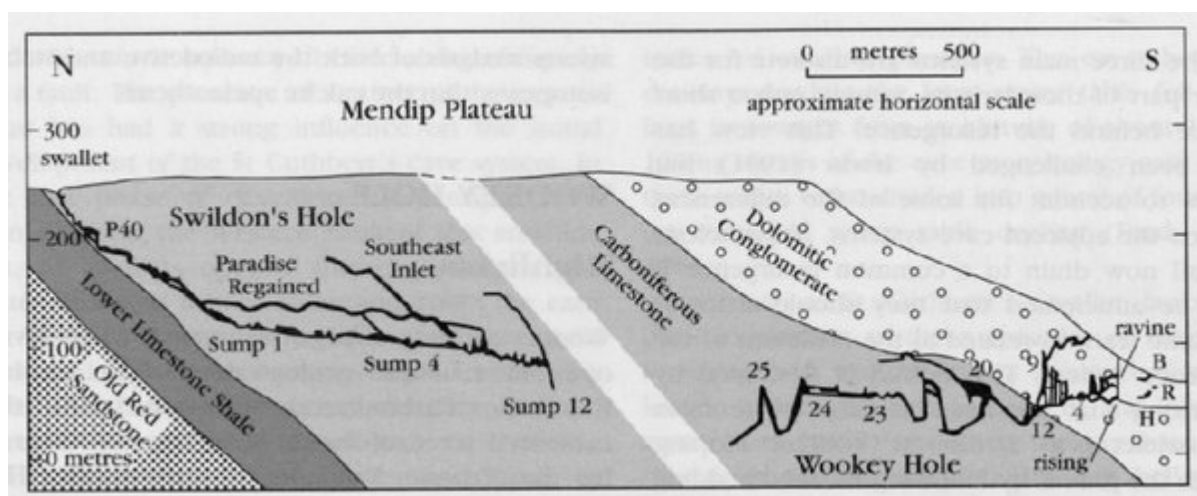 N
0 metres 500
S
approximate horizontal scale
Mendip Plateau
300
swallet
Swildon's Hole
200
P40
Paradise
Regained
Southeast
Inlet
Dolomitic
Conglomerate
Carboniferous
Limestone
Lower Limestone Shale
Old Red
Sandstone
100
Sump 1
Sump 4
Sump 12
0 metres
ravine
25
24
23
20
9
12
4
1
B
R
H
rising
Wookey Hole